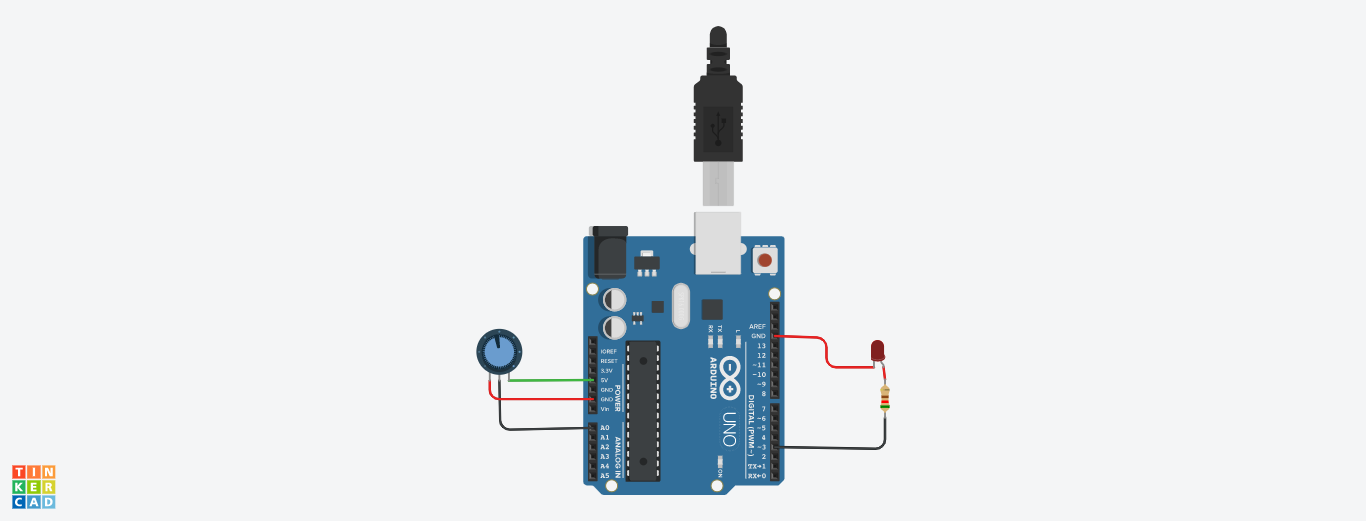 AREF
GND
13
12
~11
~10
~9
8
7
~6
~5
4
~3
2
TX→1
RX←0
DIGITAL (PWM~)
RX
TX
L
ARDUINO
UNO
ON
IOREF
RESET
3.3V
5V
GND
GND
Vin
POWER
A0
A1
A2
A3
A4
A5
ANALOG IN
TIN
KER
CAD